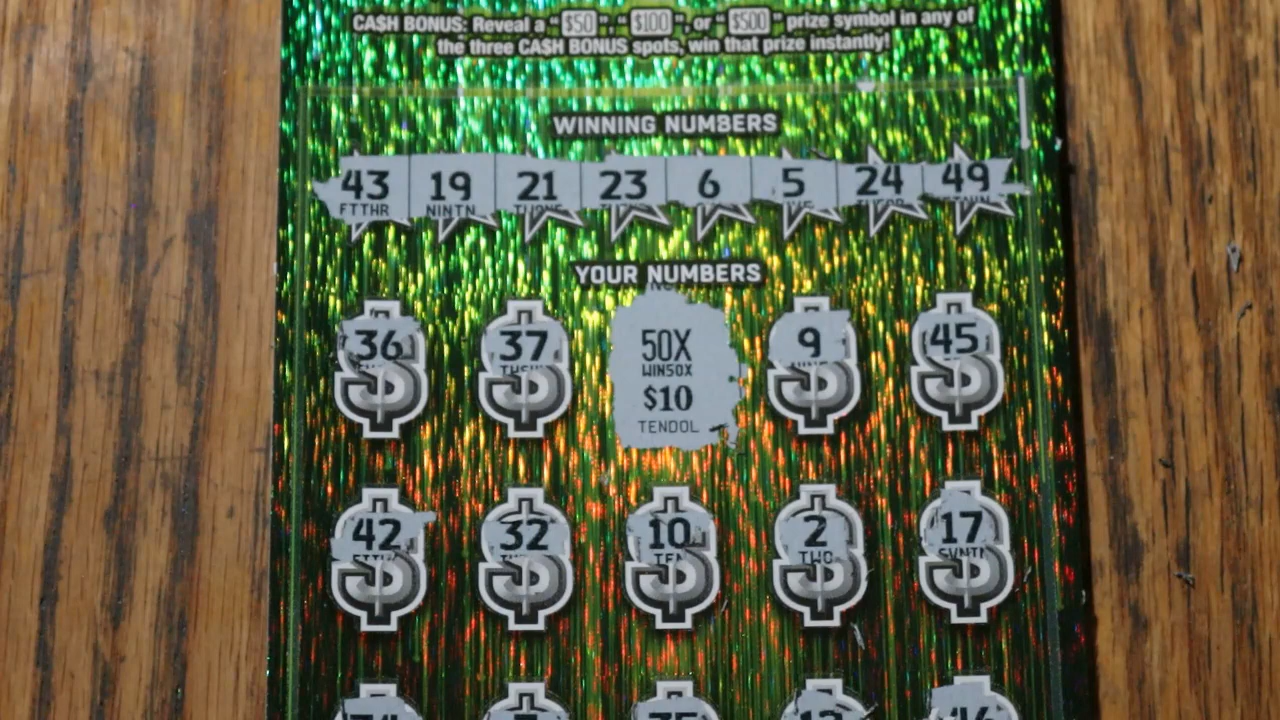 CA$H BONUS: Reveal a "$50", "$100", or "$500" prize symbol in any of
the three CA$H BONUS spots, win that prize instantly!
WINNING NUMBERS
43 19 21 23 6 5 24 49
FTTHR NINTN
YOUR NUMBERS
36 37 50X 9 45
WIN50X
$10
TENDOL
42 32 10 2 17
TEN TWO SVNTN